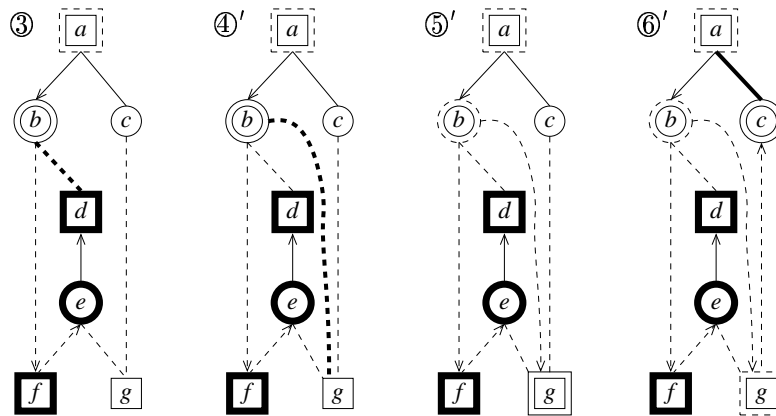 ③ ④′ ⑤′ ⑥′
a a a a
b c b c b c b c
d d d d
e e e e
f g f g f g f g